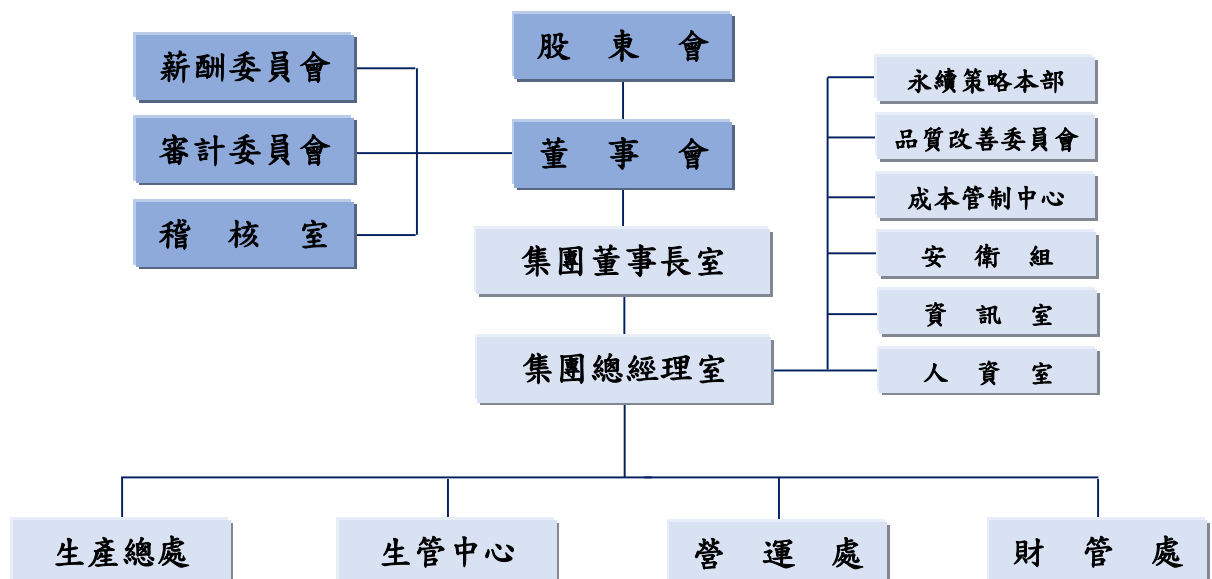 股東會
薪酬委員會
審計委員會
稽核室
董事會
集團董事長室
集團總經理室
永續策略本部
品質改善委員會
成本管制中心
安衛組
資訊室
人資室
生產總處
生管中心
營運處
財管處